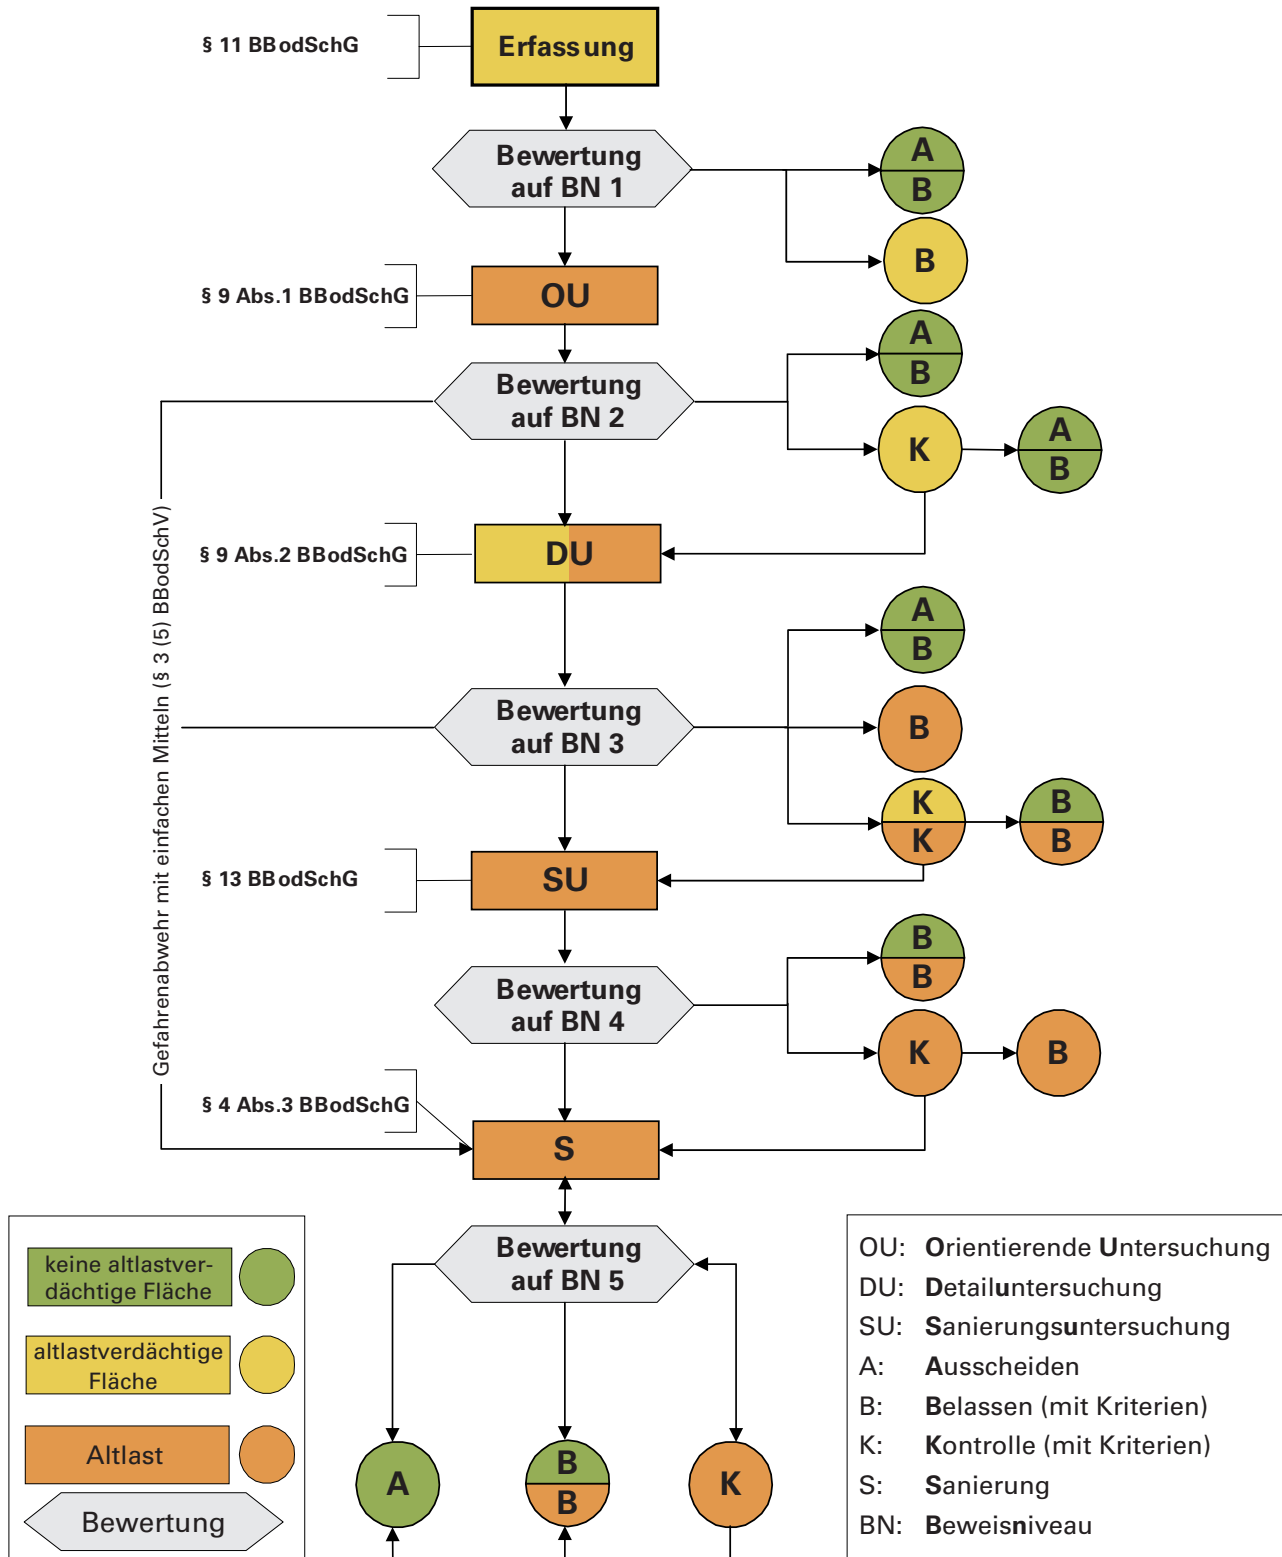 § 11 BBodSchG
Erfassung
Bewertung
auf BN 1
A
B
B
§ 9 Abs.1 BBodSchG
OU
Bewertung
auf BN 2
A
B
K
A
B
§ 9 Abs.2 BBodSchG
DU
Gefahrenabwehr mit einfachen Mitteln (§ 3 (5) BBodSchV)
Bewertung
auf BN 3
A
B
B
K
K
B
B
§ 13 BBodSchG
SU
Bewertung
auf BN 4
B
B
K
B
§ 4 Abs.3 BBodSchG
S
Bewertung
auf BN 5
A
B
B
K
keine altlastver-
dächtige Fläche
altlastverdächtige
Fläche
Altlast
Bewertung
OU: Orientierende Untersuchung
DU: Detailuntersuchung
SU: Sanierungsuntersuchung
A: Ausscheiden
B: Belassen (mit Kriterien)
K: Kontrolle (mit Kriterien)
S: Sanierung
BN: Beweisniveau